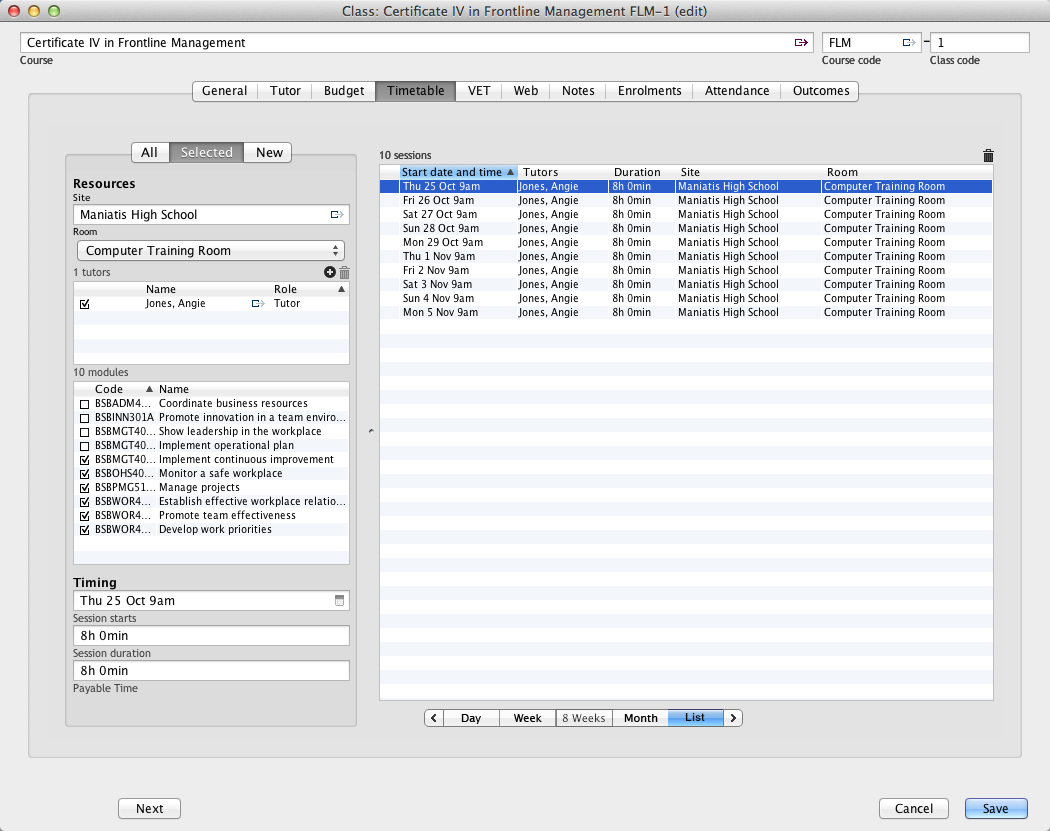 Class: Certificate IV in Frontline Management FLM-1 (edit)
Certificate IV in Frontline Management FLM - 1
Course Course code Class code
General Tutor Budget Timetable VET Web Notes Enrolments Attendance Outcomes
All Selected New
Resources
Site
Maniatis High School
Room
Computer Training Room
1 tutors
Name Role
Jones, Angie Tutor
10 modules
Code Name
BSBADM4... Coordinate business resources
BSBINN301A Promote innovation in a team enviro...
BSBMGT40... Show leadership in the workplace
BSBMGT40... Implement operational plan
BSBMGT40... Implement continuous improvement
BSBOHS40... Monitor a safe workplace
BSBPMG51... Manage projects
BSBWOR4... Establish effective workplace relatio...
BSBWOR4... Promote team effectiveness
BSBWOR4... Develop work priorities
Timing
Thu 25 Oct 9am
Session starts
8h 0min
Session duration
8h 0min
Payable Time
10 sessions
Start date and time Tutors Duration Site Room
Thu 25 Oct 9am Jones, Angie 8h 0min Maniatis High School Computer Training Room
Fri 26 Oct 9am Jones, Angie 8h 0min Maniatis High School Computer Training Room
Sat 27 Oct 9am Jones, Angie 8h 0min Maniatis High School Computer Training Room
Sun 28 Oct 9am Jones, Angie 8h 0min Maniatis High School Computer Training Room
Mon 29 Oct 9am Jones, Angie 8h 0min Maniatis High School Computer Training Room
Thu 1 Nov 9am Jones, Angie 8h 0min Maniatis High School Computer Training Room
Fri 2 Nov 9am Jones, Angie 8h 0min Maniatis High School Computer Training Room
Sat 3 Nov 9am Jones, Angie 8h 0min Maniatis High School Computer Training Room
Sun 4 Nov 9am Jones, Angie 8h 0min Maniatis High School Computer Training Room
Mon 5 Nov 9am Jones, Angie 8h 0min Maniatis High School Computer Training Room
Day Week 8 Weeks Month List
Next Cancel Save